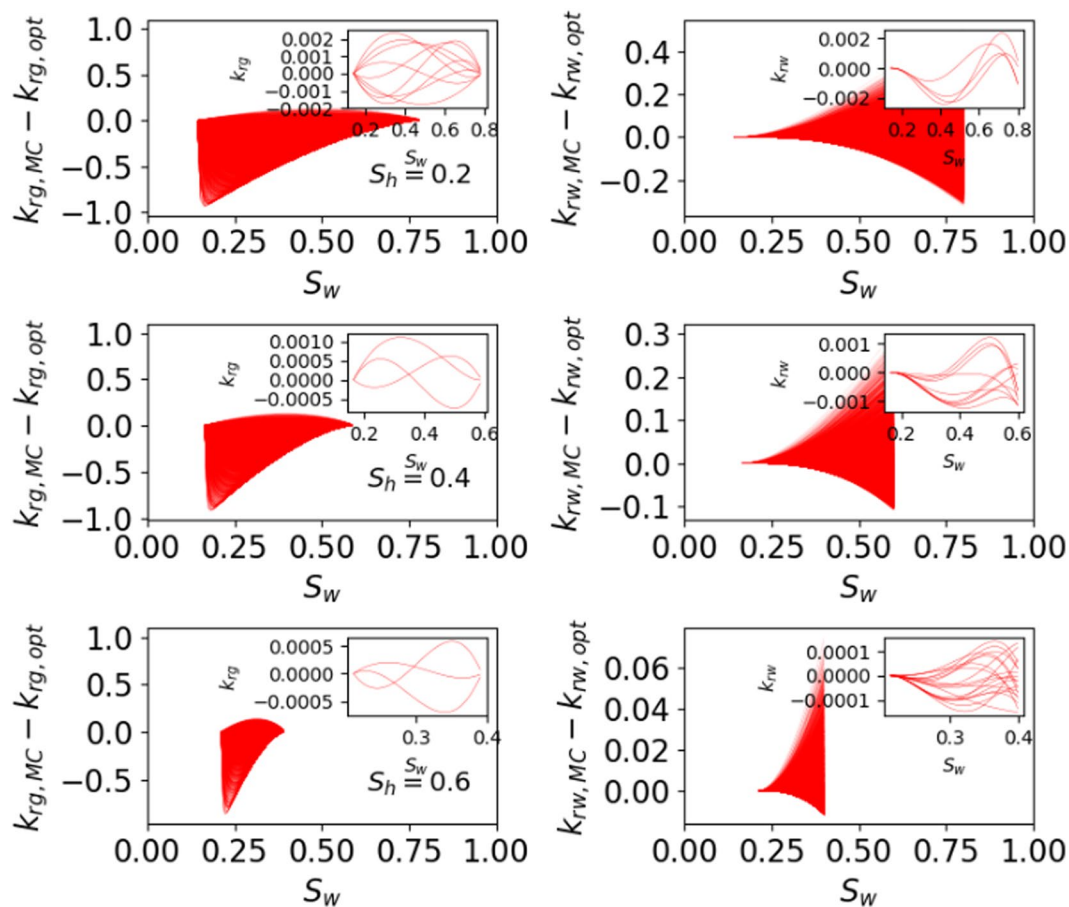 k_{rg,MC} − k_{rg,opt}
1.0
0.5
0.0
−0.5
−1.0
0.00 0.25 0.50 0.75 1.00
S_w
S_h = 0.2
k_{rg}
0.002
0.001
0.000
−0.001
−0.002
0.2 0.4 0.6 0.8
S_w
k_{rw,MC} − k_{rw,opt}
0.4
0.2
0.0
−0.2
0.00 0.25 0.50 0.75 1.00
S_w
k_{rw}
0.002
0.000
−0.002
0.2 0.4 0.6 0.8
S_w
k_{rg,MC} − k_{rg,opt}
1.0
0.5
0.0
−0.5
−1.0
0.00 0.25 0.50 0.75 1.00
S_w
S_h = 0.4
k_{rg}
0.0010
0.0005
0.0000
−0.0005
0.2 0.4 0.6
S_w
k_{rw,MC} − k_{rw,opt}
0.3
0.2
0.1
0.0
−0.1
0.00 0.25 0.50 0.75 1.00
S_w
k_{rw}
0.001
0.000
−0.001
0.2 0.4 0.6
S_w
k_{rg,MC} − k_{rg,opt}
1.0
0.5
0.0
−0.5
0.00 0.25 0.50 0.75 1.00
S_w
S_h = 0.6
k_{rg}
0.0005
0.0000
−0.0005
0.3 0.4
S_w
k_{rw,MC} − k_{rw,opt}
0.06
0.04
0.02
0.00
0.00 0.25 0.50 0.75 1.00
S_w
k_{rw}
0.0001
0.0000
−0.0001
0.3 0.4
S_w